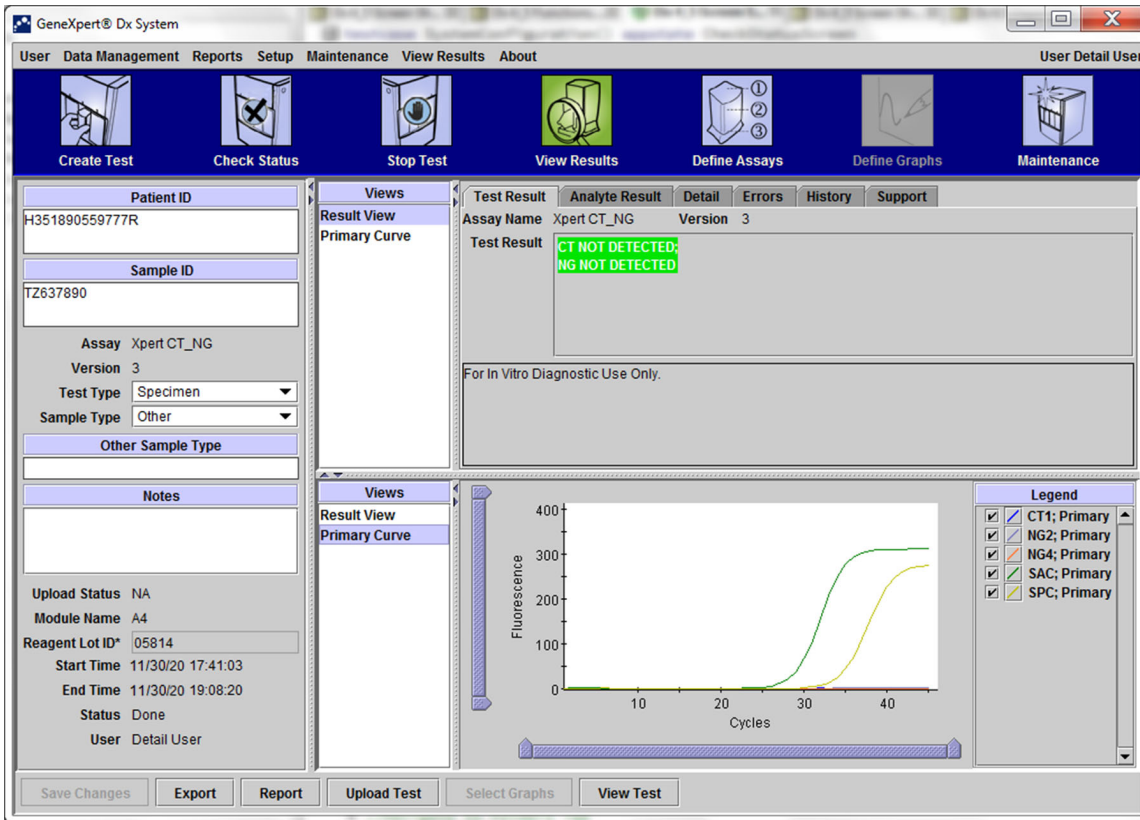 GeneXpert® Dx System
User Data Management Reports Setup Maintenance View Results About User Detail User
Create Test Check Status Stop Test View Results Define Assays Define Graphs Maintenance
Patient ID
H351890559777R
Sample ID
TZ637890
Assay Xpert CT_NG
Version 3
Test Type Specimen
Sample Type Other
Other Sample Type
Notes
Upload Status NA
Module Name A4
Reagent Lot ID* 05814
Start Time 11/30/20 17:41:03
End Time 11/30/20 19:08:20
Status Done
User Detail User
Views
Result View
Primary Curve
Test Result Analyte Result Detail Errors History Support
Assay Name Xpert CT_NG Version 3
Test Result CT NOT DETECTED;
NG NOT DETECTED
For In Vitro Diagnostic Use Only.
Views
Result View
Primary Curve
400
300
200
100
0
Fluorescence
10 20 30 40
Cycles
Legend
CT1; Primary
NG2; Primary
NG4; Primary
SAC; Primary
SPC; Primary
Save Changes Export Report Upload Test Select Graphs View Test